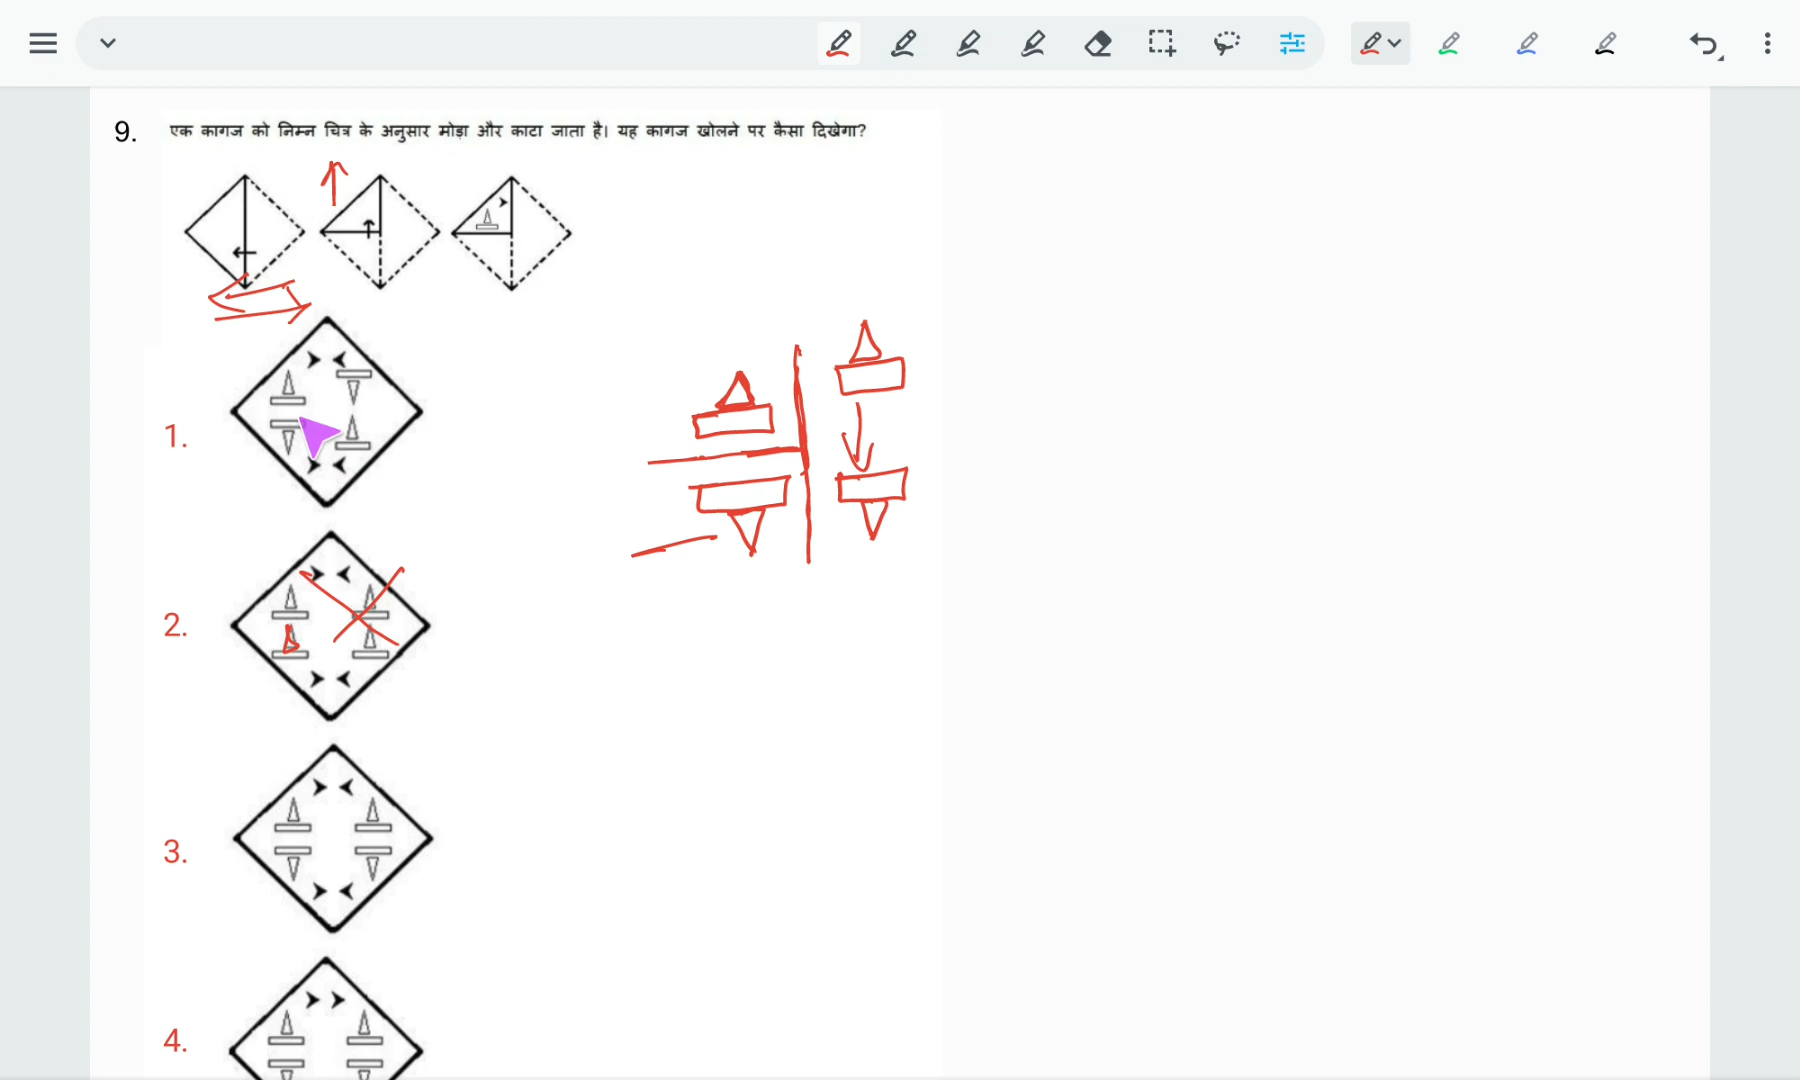 9. एक कागज को निम्न चित्र के अनुसार मोड़ा और काटा जाता है। यह कागज खोलने पर कैसा दिखेगा?
1.
2.
3.
4.